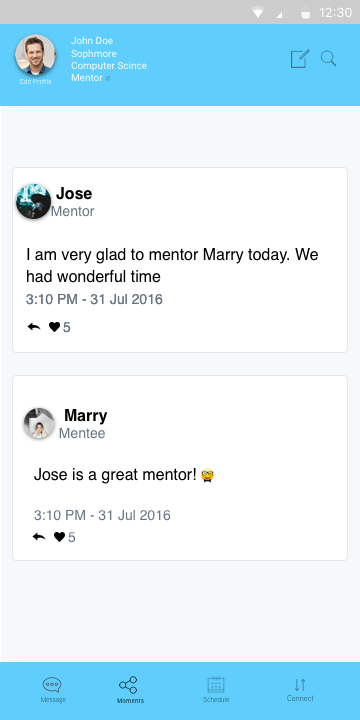 12:30
John Doe
Sophmore
Computer Scince
Mentor
Edit Profile
Jose
Mentor
I am very glad to mentor Marry today. We
had wonderful time
3:10 PM - 31 Jul 2016
5
Marry
Mentee
Jose is a great mentor! 🤓
3:10 PM - 31 Jul 2016
5
Message
Moments
Schedule
Connect